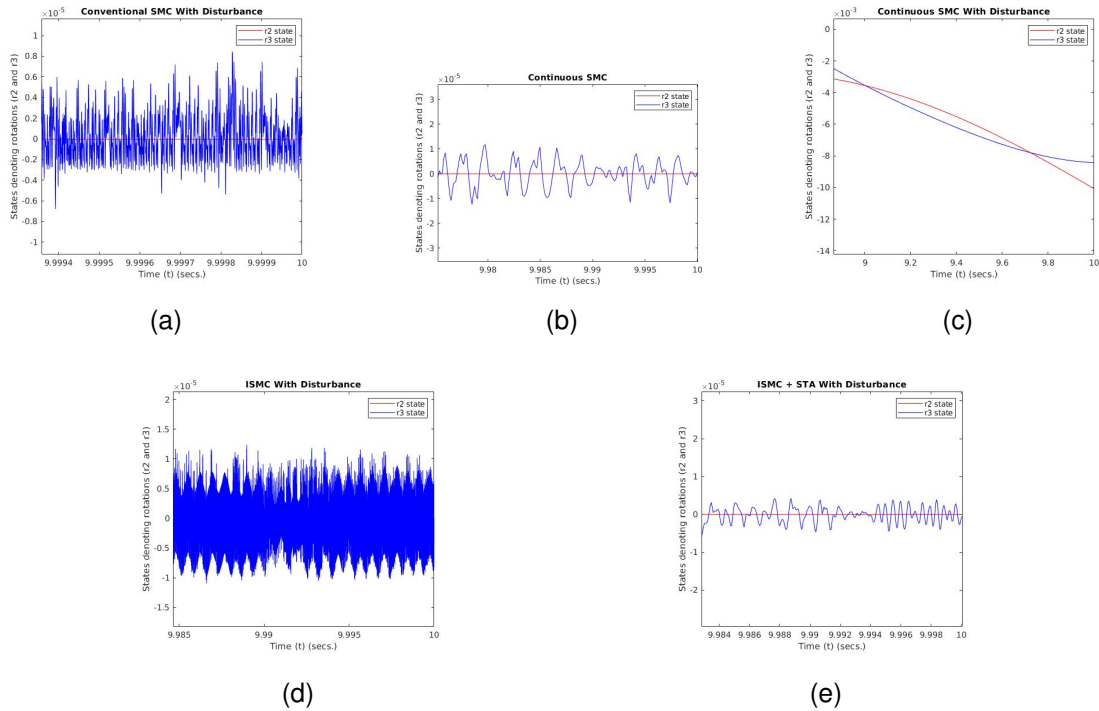 Conventional SMC With Disturbance
×10-5
r2 state
r3 state
1
0.8
0.6
0.4
0.2
0
-0.2
-0.4
-0.6
-0.8
-1
States denoting rotations (r2 and r3)
9.9994 9.9995 9.9996 9.9997 9.9998 9.9999 10
Time (t) (secs.)
(a)
Continuous SMC
×10-5
r2 state
r3 state
3
2
1
0
-1
-2
-3
States denoting rotations (r2 and r3)
9.98 9.985 9.99 9.995 10
Time (t) (secs.)
(b)
Continuous SMC With Disturbance
×10-3
r2 state
r3 state
0
-2
-4
-6
-8
-10
-12
-14
States denoting rotations (r2 and r3)
9 9.2 9.4 9.6 9.8 10
Time (t) (secs.)
(c)
ISMC With Disturbance
×10-5
r2 state
r3 state
2
1.5
1
0.5
0
-0.5
-1
-1.5
States denoting rotations (r2 and r3)
9.985 9.99 9.995 10
Time (t) (secs.)
(d)
ISMC + STA With Disturbance
×10-5
r2 state
r3 state
3
2
1
0
-1
-2
States denoting rotations (r2 and r3)
9.984 9.986 9.988 9.99 9.992 9.994 9.996 9.998 10
Time (t) (secs.)
(e)